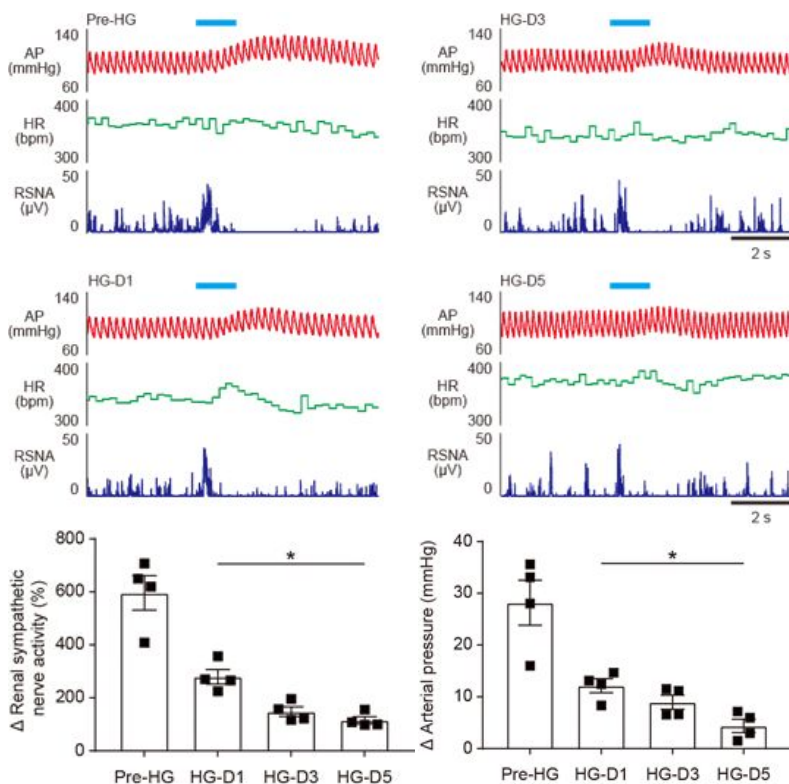 Pre-HG
140
AP
(mmHg)
60
400
HR
(bpm)
300
50
RSNA
(µV)
0
HG-D3
140
AP
(mmHg)
60
400
HR
(bpm)
300
50
RSNA
(µV)
0
2 s
HG-D1
140
AP
(mmHg)
60
400
HR
(bpm)
300
50
RSNA
(µV)
0
HG-D5
140
AP
(mmHg)
60
400
HR
(bpm)
300
50
RSNA
(µV)
0
2 s
Δ Renal sympathetic
nerve activity (%)
800
600
400
200
0
*
Pre-HG HG-D1 HG-D3 HG-D5
Δ Arterial pressure (mmHg)
40
30
20
10
0
*
Pre-HG HG-D1 HG-D3 HG-D5